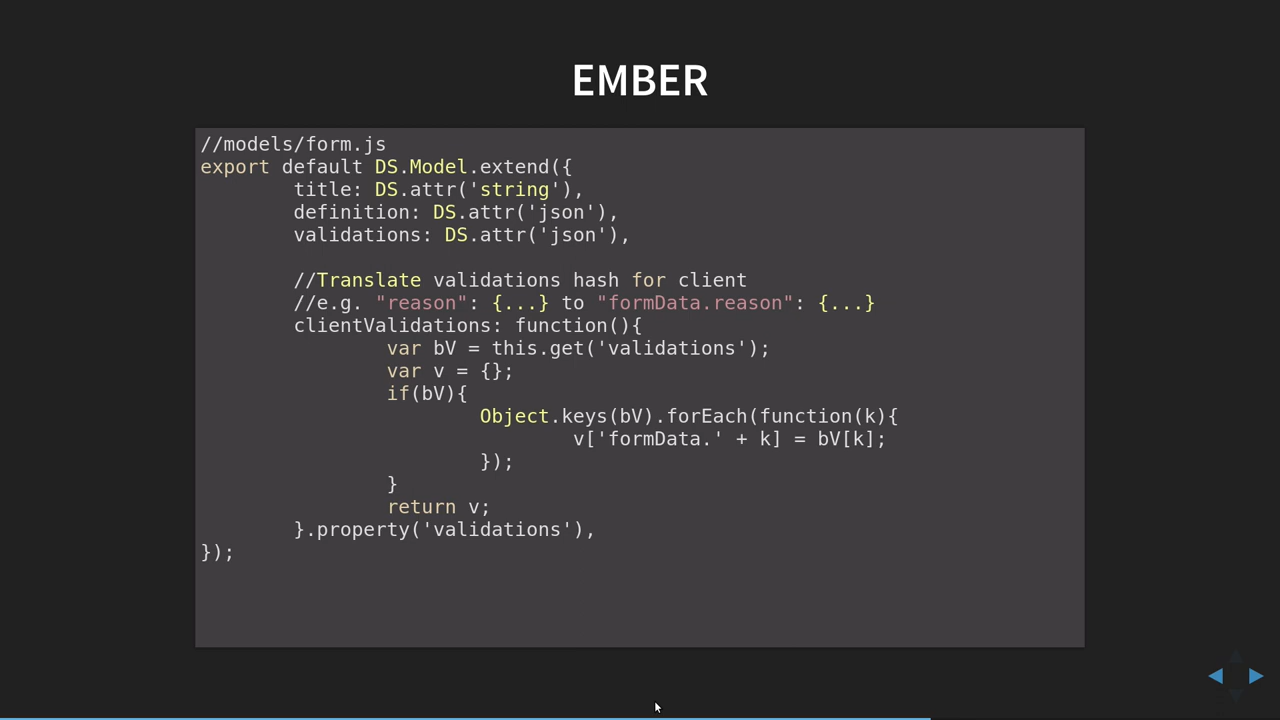 EMBER
//models/form.js
export default DS.Model.extend({
        title: DS.attr('string'),
        definition: DS.attr('json'),
        validations: DS.attr('json'),

        //Translate validations hash for client
        //e.g. "reason": {...} to "formData.reason": {...}
        clientValidations: function(){
                var bV = this.get('validations');
                var v = {};
                if(bV){
                        Object.keys(bV).forEach(function(k){
                                v['formData.' + k] = bV[k];
                        });
                }
                return v;
        }.property('validations'),
});